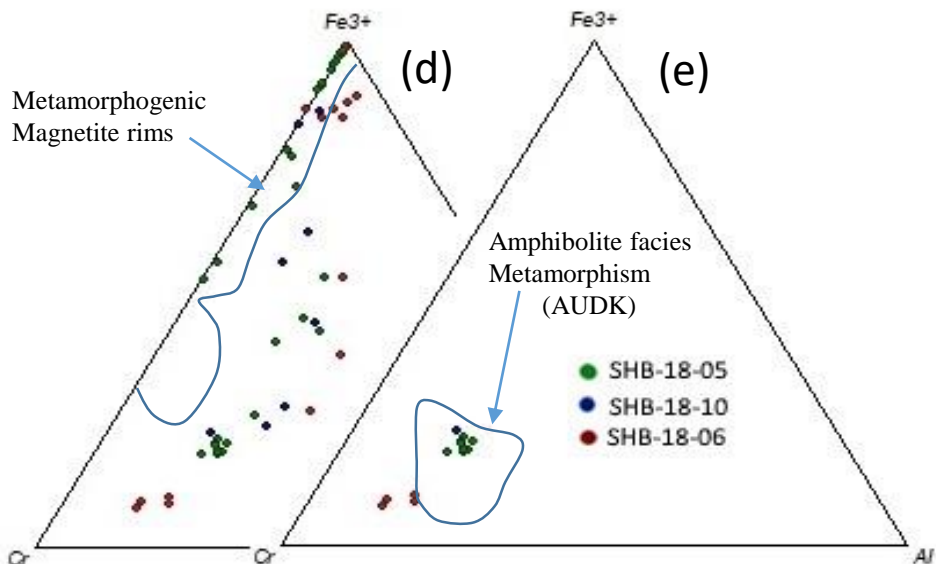 Fe3+
Fe3+
(d)
(e)
Metamorphogenic
Magnetite rims
Amphibolite facies
Metamorphism
(AUDK)
SHB-18-05
SHB-18-10
SHB-18-06
Cr
Cr
Al